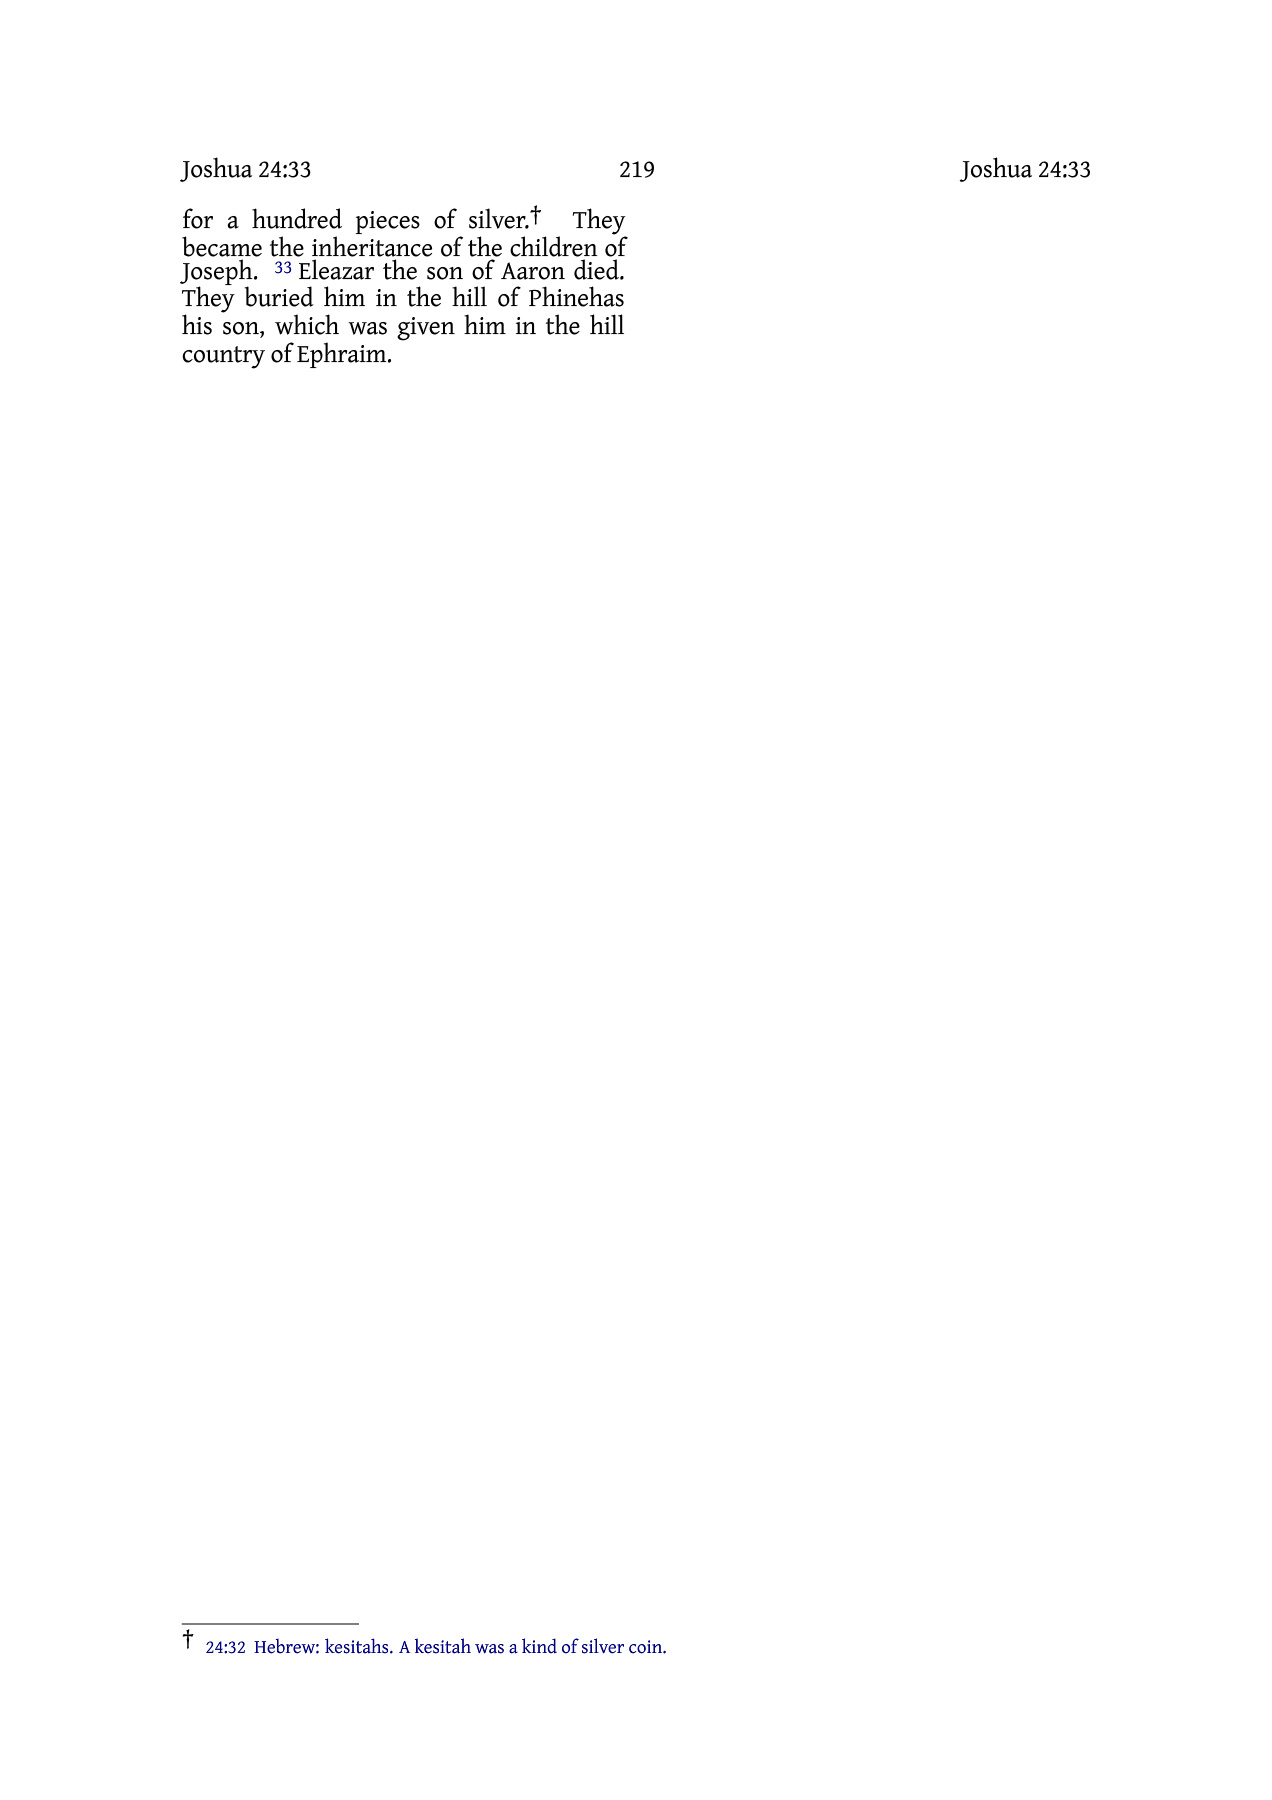 Joshua 24:33 219 Joshua 24:33
for a hundred pieces of silver.† They
became the inheritance of the children of
Joseph. 33 Eleazar the son of Aaron died.
They buried him in the hill of Phinehas
his son, which was given him in the hill
country of Ephraim.
† 24:32 Hebrew: kesitahs. A kesitah was a kind of silver coin.